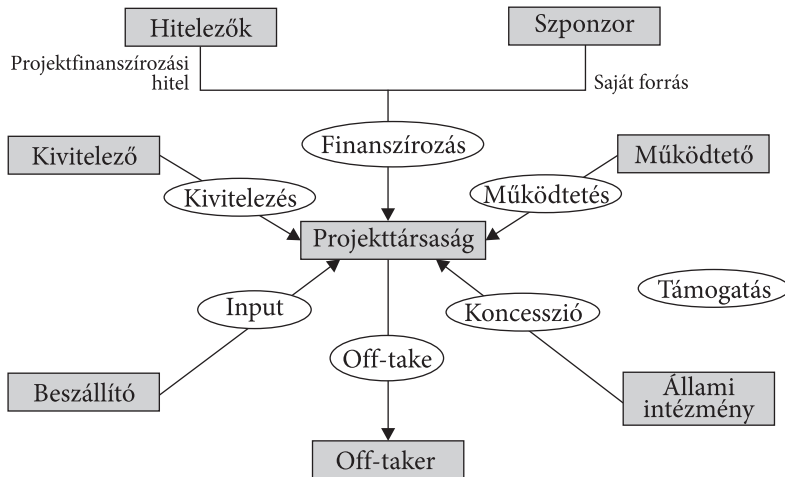 Hitelezők
Szponzor
Projektfinanszírozási
hitel
Saját forrás
Finanszírozás
Kivitelező
Működtető
Kivitelezés
Működtetés
Projekttársaság
Támogatás
Input
Koncesszió
Off-take
Beszállító
Állami
intézmény
Off-taker